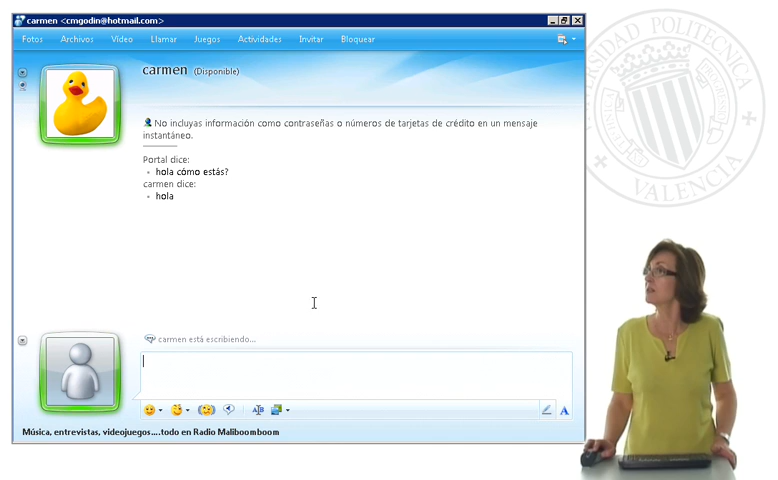 carmen <cmgodin@hotmail.com>
Fotos Archivos Vídeo Llamar Juegos Actividades Invitar Bloquear
carmen (Disponible)
No incluyas información como contraseñas o números de tarjetas de crédito en un mensaje
instantáneo.
Portal dice:
hola cómo estás?
carmen dice:
hola
carmen está escribiendo...
Música, entrevistas, videojuegos....todo en Radio Maliboomboom
UNIVERSIDAD POLITECNICA
VALENCIA